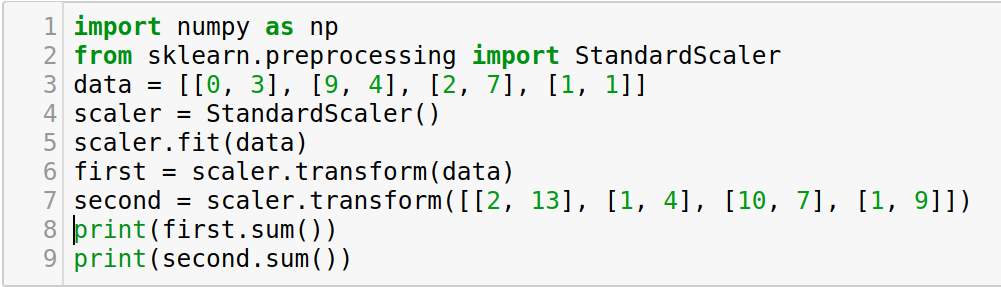 1 import numpy as np
2 from sklearn.preprocessing import StandardScaler
3 data = [[0, 3], [9, 4], [2, 7], [1, 1]]
4 scaler = StandardScaler()
5 scaler.fit(data)
6 first = scaler.transform(data)
7 second = scaler.transform([[2, 13], [1, 4], [10, 7], [1, 9]])
8 print(first.sum())
9 print(second.sum())